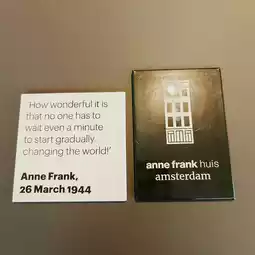 ‘How wonderful it is
that no one has to
wait even a minute
to start gradually
changing the world!’
Anne Frank,
26 March 1944
anne frank huis
amsterdam